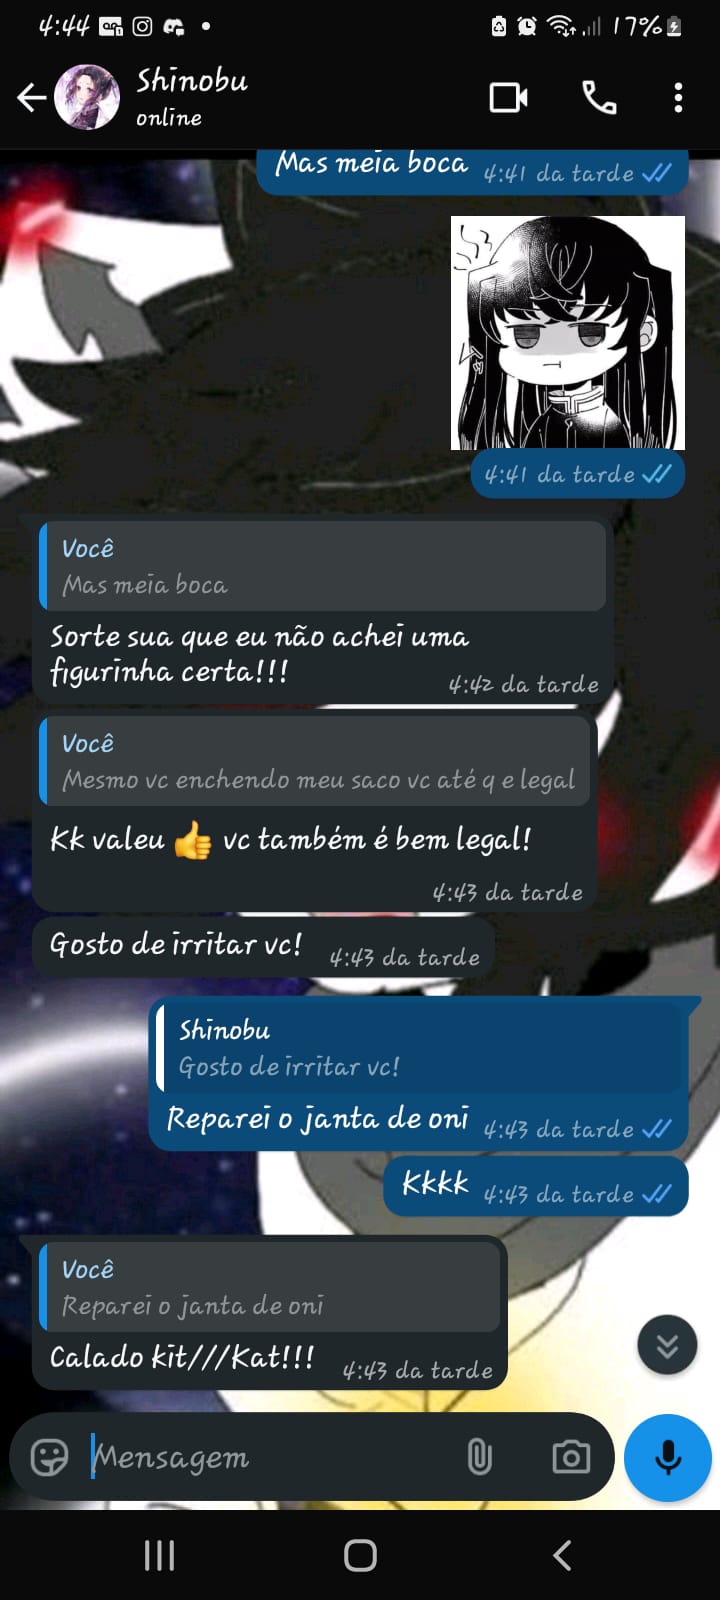 4:44
17%
Shinobu
online
Mas meia boca 4:41 da tarde
4:41 da tarde
Você
Mas meia boca
Sorte sua que eu não achei uma
figurinha certa!!!
4:42 da tarde
Você
Mesmo vc enchendo meu saco vc até q e legal
Kk valeu 👍 vc também é bem legal!
4:43 da tarde
Gosto de irritar vc! 4:43 da tarde
Shinobu
Gosto de irritar vc!
Reparei o janta de oni 4:43 da tarde
Kkkk 4:43 da tarde
Você
Reparei o janta de oni
Calado kit///Kat!!! 4:43 da tarde
Mensagem